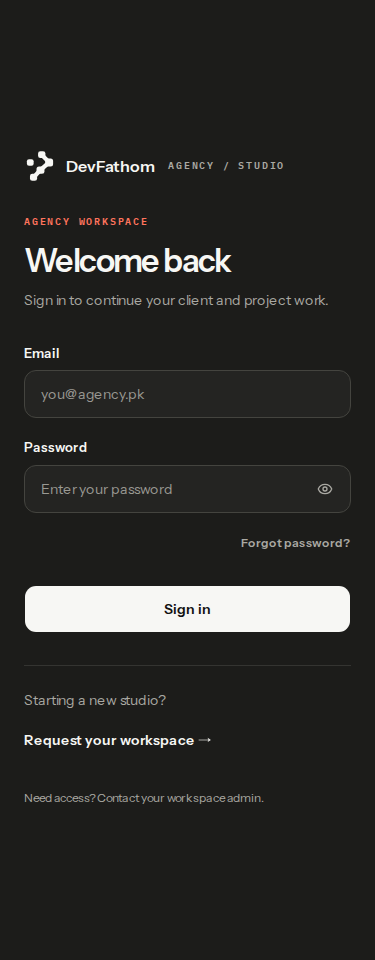 DevFathom AGENCY / STUDIO
AGENCY WORKSPACE
Welcome back
Sign in to continue your client and project work.
Email
you@agency.pk
Password
Enter your password
Forgot password?
Sign in
Starting a new studio?
Request your workspace →
Need access? Contact your workspace admin.